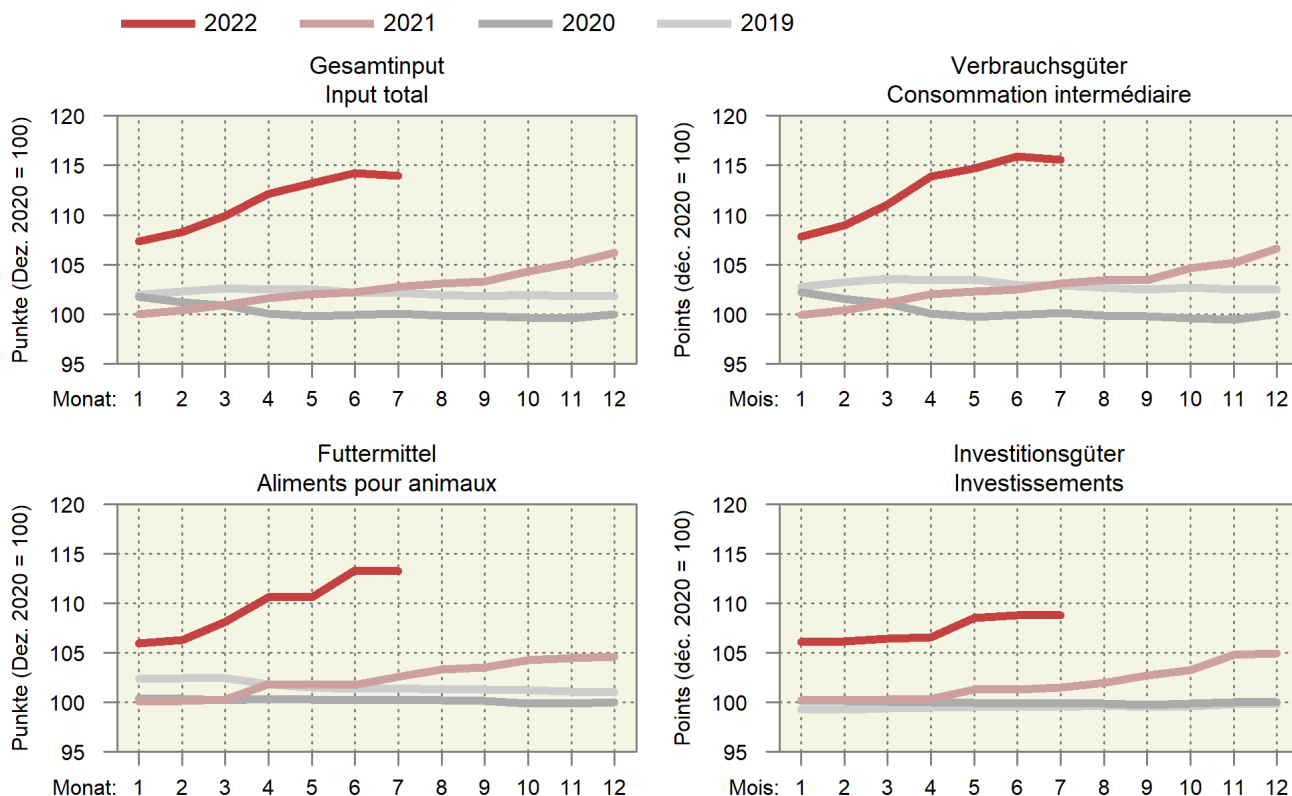 2022 2021 2020 2019
Gesamtinput
Input total
Punkte (Dez. 2020 = 100)
120
115
110
105
100
95
Monat: 1 2 3 4 5 6 7 8 9 10 11 12
Verbrauchsgüter
Consommation intermédiaire
Points (déc. 2020 = 100)
120
115
110
105
100
95
Mois: 1 2 3 4 5 6 7 8 9 10 11 12
Futtermittel
Aliments pour animaux
Punkte (Dez. 2020 = 100)
120
115
110
105
100
95
Monat: 1 2 3 4 5 6 7 8 9 10 11 12
Investitionsgüter
Investissements
Points (déc. 2020 = 100)
120
115
110
105
100
95
Mois: 1 2 3 4 5 6 7 8 9 10 11 12